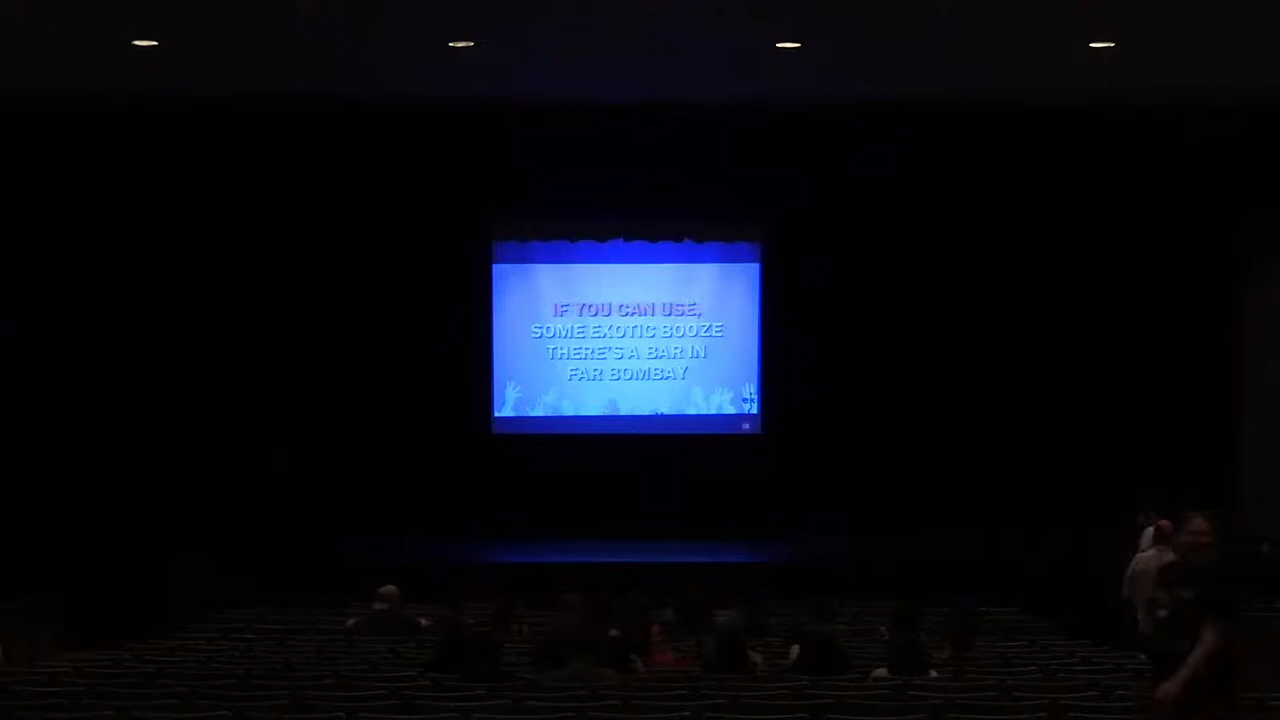 IF YOU CAN USE,
SOME EXOTIC BOOZE
THERE'S A BAR IN
FAR BOMBAY